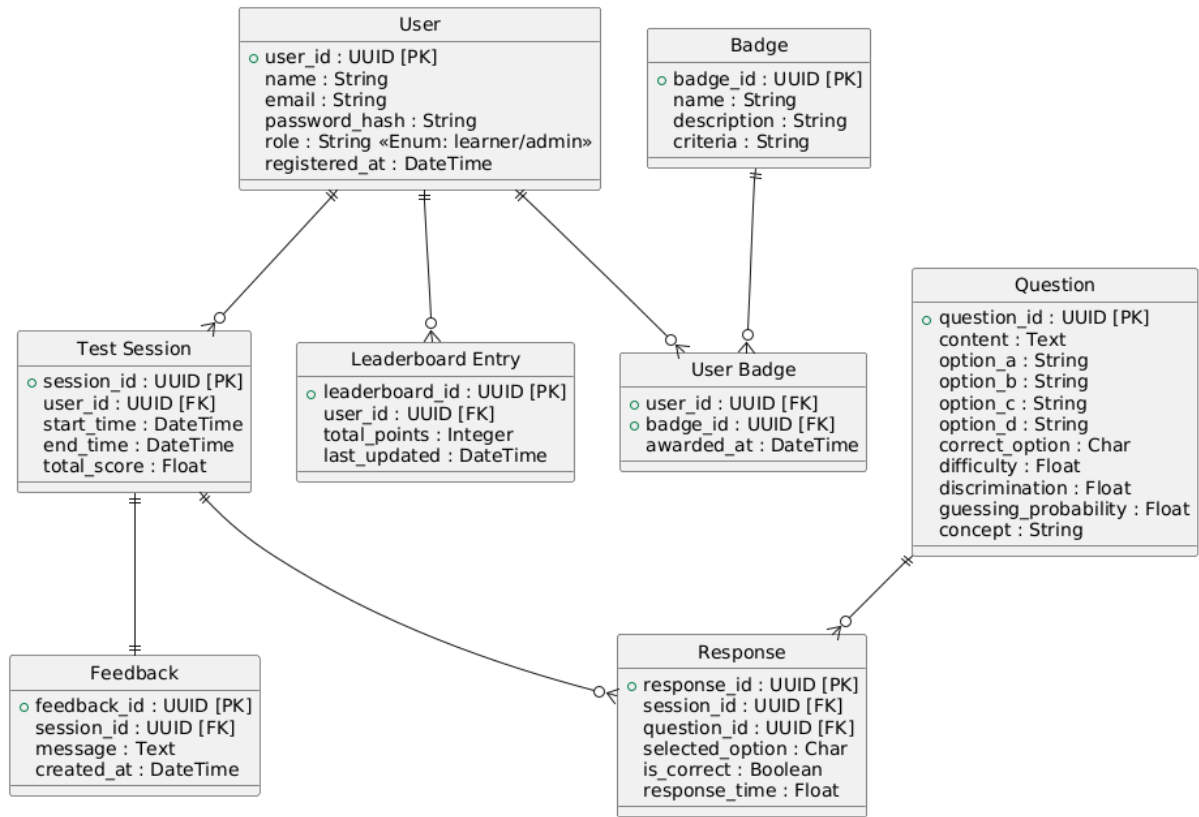 User
user_id : UUID [PK]
name : String
email : String
password_hash : String
role : String «Enum: learner/admin»
registered_at : DateTime
Badge
badge_id : UUID [PK]
name : String
description : String
criteria : String
Test Session
session_id : UUID [PK]
user_id : UUID [FK]
start_time : DateTime
end_time : DateTime
total_score : Float
Leaderboard Entry
leaderboard_id : UUID [PK]
user_id : UUID [FK]
total_points : Integer
last_updated : DateTime
User Badge
user_id : UUID [FK]
badge_id : UUID [FK]
awarded_at : DateTime
Question
question_id : UUID [PK]
content : Text
option_a : String
option_b : String
option_c : String
option_d : String
correct_option : Char
difficulty : Float
discrimination : Float
guessing_probability : Float
concept : String
Feedback
feedback_id : UUID [PK]
session_id : UUID [FK]
message : Text
created_at : DateTime
Response
response_id : UUID [PK]
session_id : UUID [FK]
question_id : UUID [FK]
selected_option : Char
is_correct : Boolean
response_time : Float